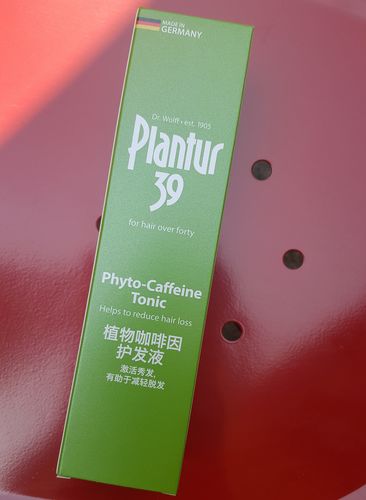 MADE IN
GERMANY
Dr. Wolff • est. 1905
Plantur
39
for hair over forty
Phyto-Caffeine
Tonic
Helps to reduce hair loss
植物咖啡因
护发液
激活秀发,
有助于减轻脱发